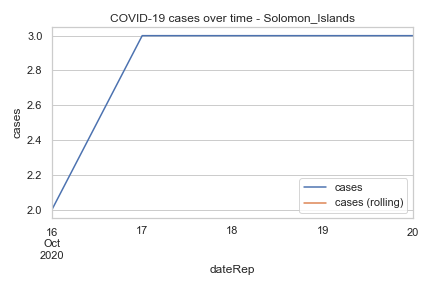 COVID-19 cases over time - Solomon_Islands
3.0
2.8
2.6
2.4
2.2
2.0
cases
cases
cases (rolling)
16
Oct
2020
17
18
19
20
dateRep